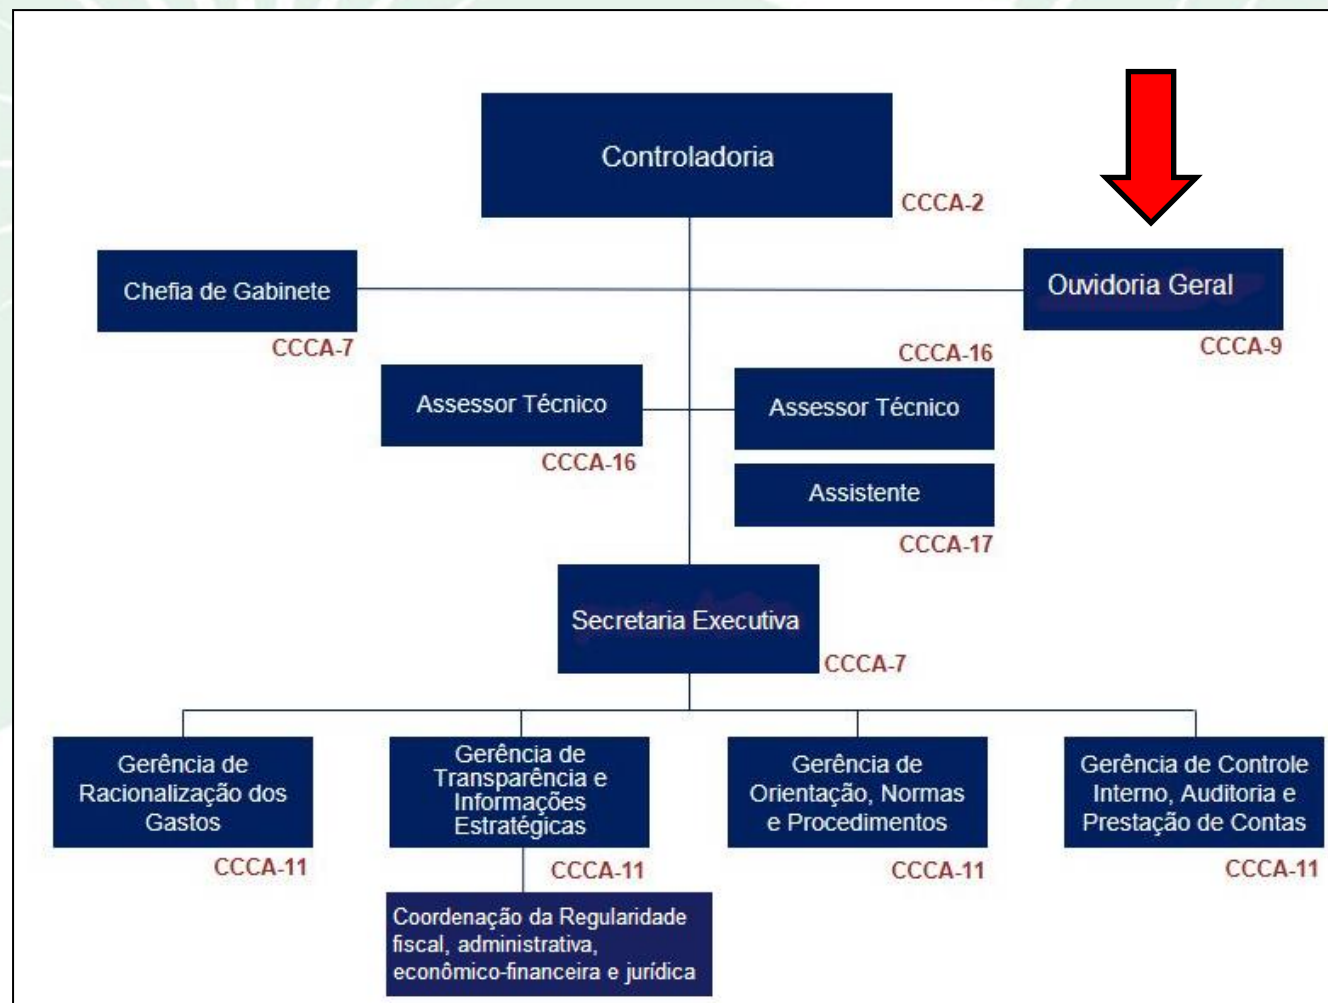 Controladoria
CCCA-2
Chefia de Gabinete
CCCA-7
Ouvidoria Geral
CCCA-9
Assessor Técnico
CCCA-16
CCCA-16
Assessor Técnico
Assistente
CCCA-17
Secretaria Executiva
CCCA-7
Gerência de
Racionalização dos
Gastos
CCCA-11
Gerência de
Transparência e
Informações
Estratégicas
CCCA-11
Gerência de
Orientação, Normas
e Procedimentos
CCCA-11
Gerência de Controle
Interno, Auditoria e
Prestação de Contas
CCCA-11
Coordenação da Regularidade
fiscal, administrativa,
econômico-financeira e jurídica